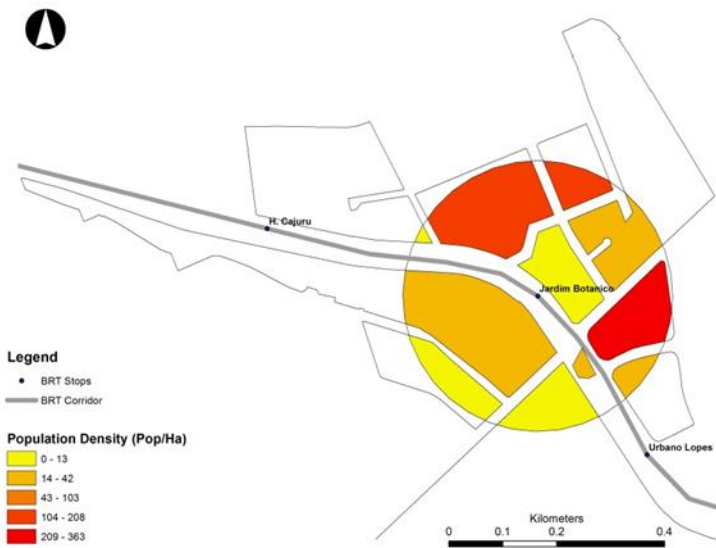 H. Cajuru
Jardim Botanico
Urbano Lopes
Legend
BRT Stops
BRT Corridor
Population Density (Pop/Ha)
0 - 13
14 - 42
43 - 103
104 - 208
209 - 363
Kilometers
0 0.1 0.2 0.4